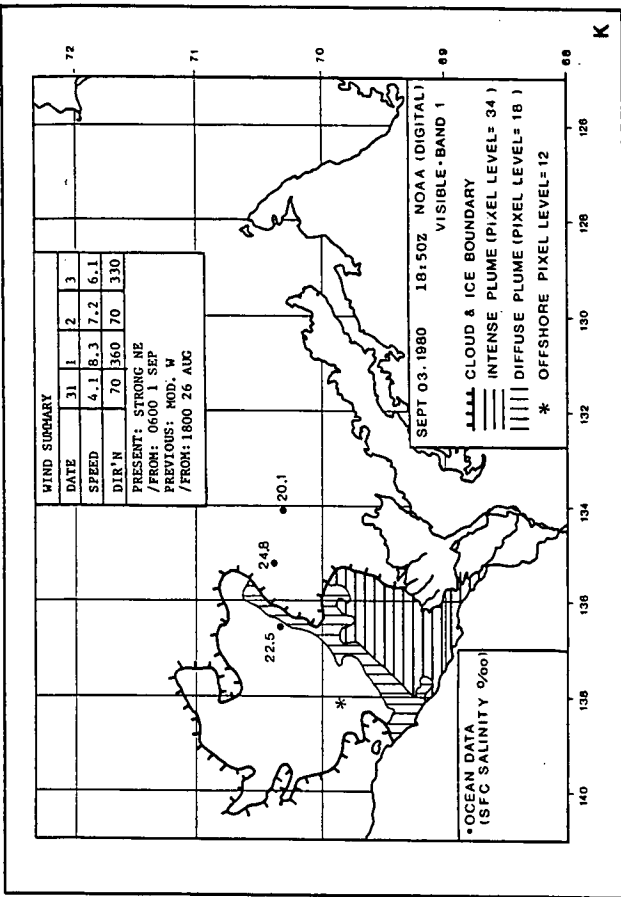 WIND SUMMARY
DATE 31 1 2 3
SPEED 4.1 8.3 7.2 6.1
DIR'N 70 360 70 330
PRESENT: STRONG NE
/FROM: 0600 1 SEP
PREVIOUS: MOD. W
/FROM: 1800 26 AUG
72
71
70
69
68
22.5
24.8
20.1
*
SEPT 03.1980 18:50Z NOAA (DIGITAL)
VISIBLE-BAND 1
CLOUD & ICE BOUNDARY
INTENSE PLUME (PIXEL LEVEL= 34 )
DIFFUSE PLUME (PIXEL LEVEL= 18 )
* OFFSHORE PIXEL LEVEL=12
•OCEAN DATA
(SFC SALINITY 0/00)
140 138 136 134 132 130 128 126
K